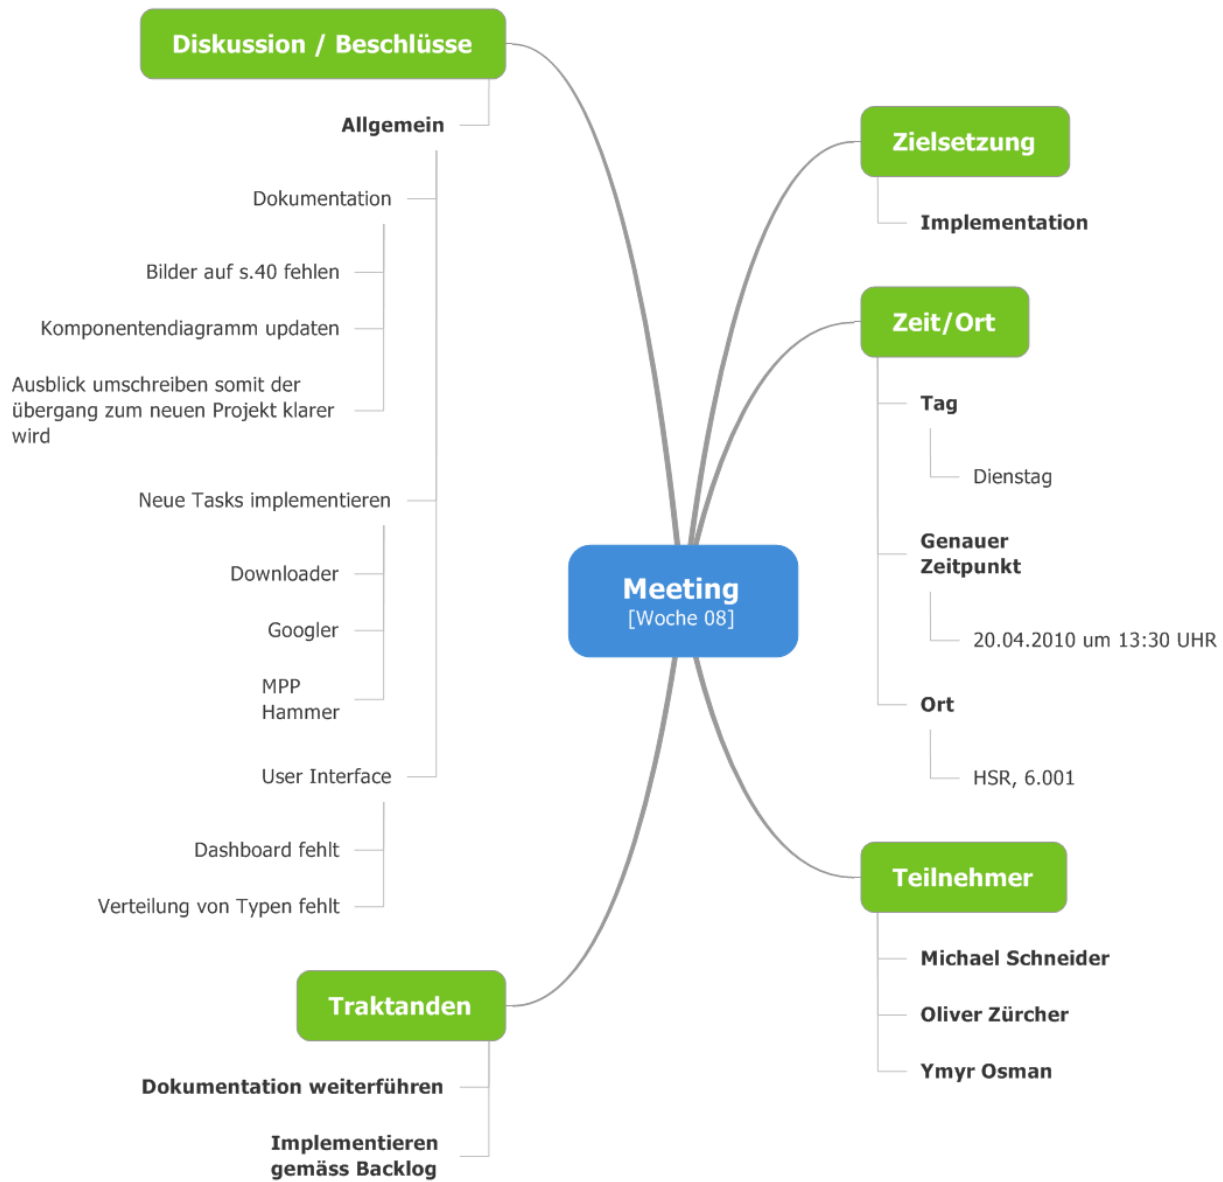 Diskussion / Beschlüsse
Allgemein
Dokumentation
Bilder auf s.40 fehlen
Komponentendiagramm updaten
Ausblick umschreiben somit der
übergang zum neuen Projekt klarer
wird
Neue Tasks implementieren
Downloader
Googler
MPP
Hammer
User Interface
Dashboard fehlt
Verteilung von Typen fehlt
Traktanden
Dokumentation weiterführen
Implementieren
gemäss Backlog
Meeting
[Woche 08]
Zielsetzung
Implementation
Zeit/Ort
Tag
Dienstag
Genauer
Zeitpunkt
20.04.2010 um 13:30 UHR
Ort
HSR, 6.001
Teilnehmer
Michael Schneider
Oliver Zürcher
Ymyr Osman